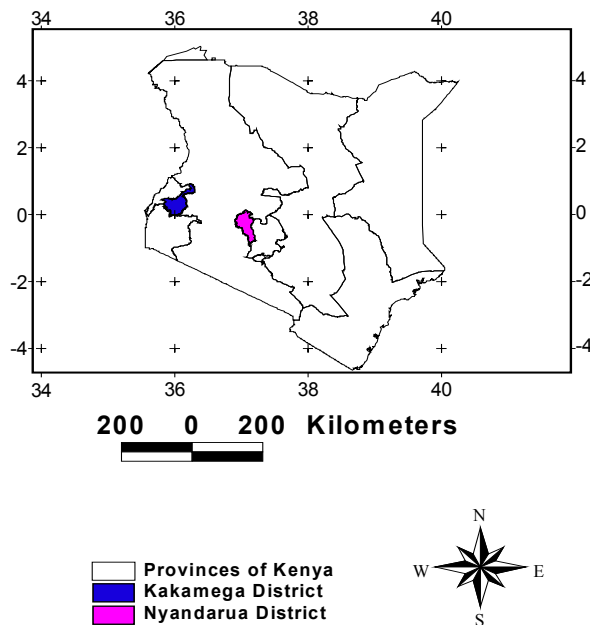 34 36 38 40
4 4
2 2
0 0
-2 -2
-4 -4
34 36 38 40
200 0 200 Kilometers
N
W E
S
Provinces of Kenya
Kakamega District
Nyandarua District